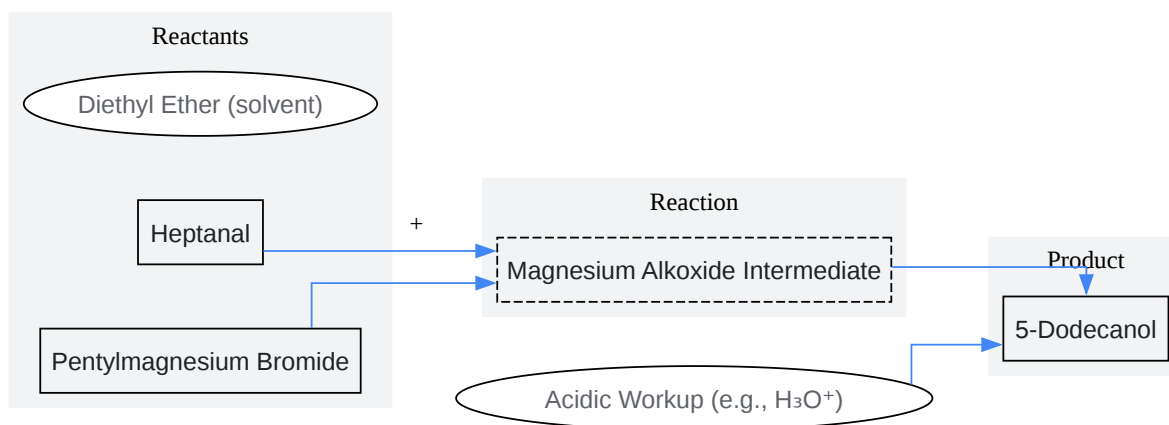 Reactants
Diethyl Ether (solvent)
Heptanal
+
Pentylmagnesium Bromide
Reaction
Magnesium Alkoxide Intermediate
Acidic Workup (e.g., H₃O⁺)
Product
5-Dodecanol